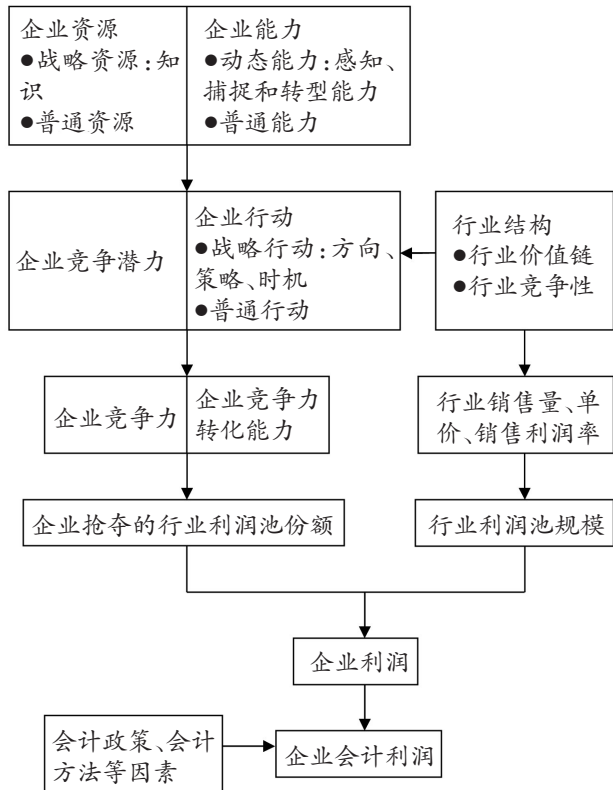 企业资源
●战略资源：知
识
●普通资源
企业能力
●动态能力：感知、
捕捉和转型能力
●普通能力
企业竞争潜力
企业行动
●战略行动：方向、
策略、时机
●普通行动
行业结构
●行业价值链
●行业竞争性
企业竞争力
企业竞争力
转化能力
行业销售量、单
价、销售利润率
企业抢夺的行业利润池份额
行业利润池规模
企业利润
会计政策、会计
方法等因素
企业会计利润